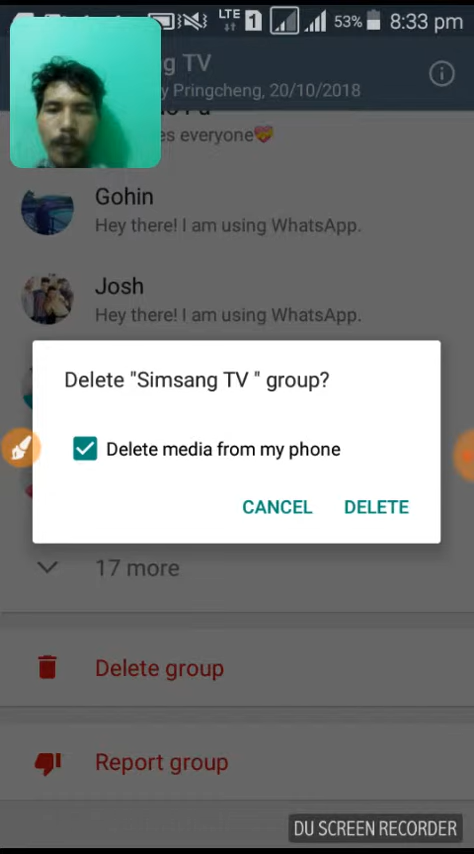 LTE 1 53% 8:33 pm
g TV
y Pringcheng, 20/10/2018
es everyone💝
Gohin
Hey there! I am using WhatsApp.
Josh
Hey there! I am using WhatsApp.
Delete "Simsang TV " group?
Delete media from my phone
CANCEL DELETE
17 more
Delete group
Report group
DU SCREEN RECORDER